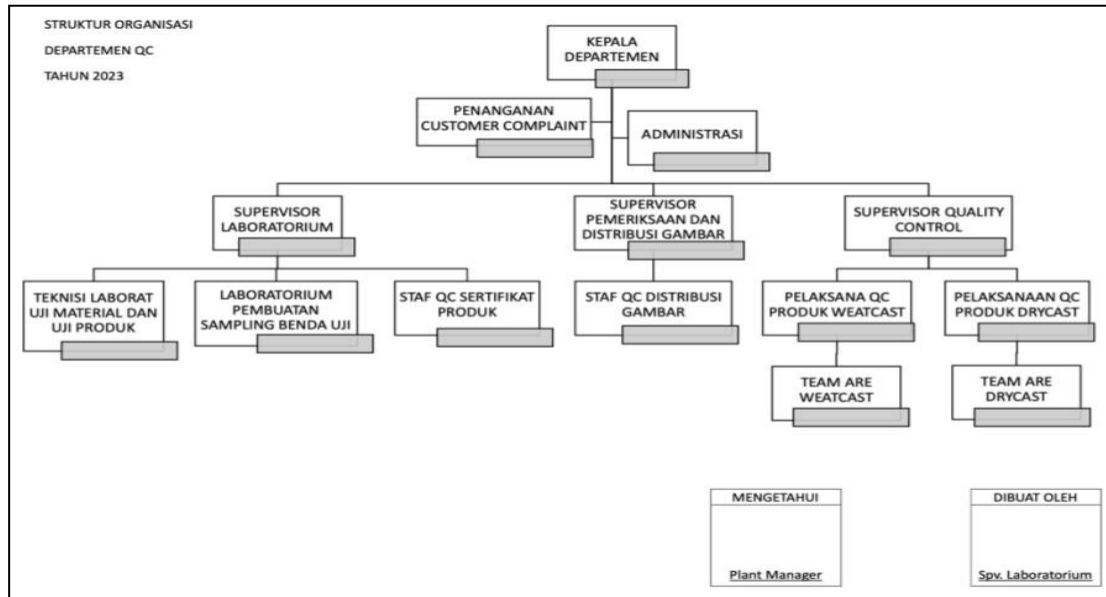 STRUKTUR ORGANISASI
DEPARTEMEN QC
TAHUN 2023
KEPALA
DEPARTEMEN
PENANGANAN
CUSTOMER COMPLAINT
ADMINISTRASI
SUPERVISOR
LABORATORIUM
SUPERVISOR
PEMERIKSAAN DAN
DISTRIBUSI GAMBAR
SUPERVISOR QUALITY
CONTROL
TEKNISI LABORAT
UJI MATERIAL DAN
UJI PRODUK
LABORATORIUM
PEMBUATAN
SAMPLING BENDA UJI
STAF QC SERTIFIKAT
PRODUK
STAF QC DISTRIBUSI
GAMBAR
PELAKSANA QC
PRODUK WEATCAST
PELAKSANAAN QC
PRODUK DRYCAST
TEAM ARE
WEATCAST
TEAM ARE
DRYCAST
MENGETAHUI
Plant Manager
DIBUAT OLEH
Spv. Laboratorium